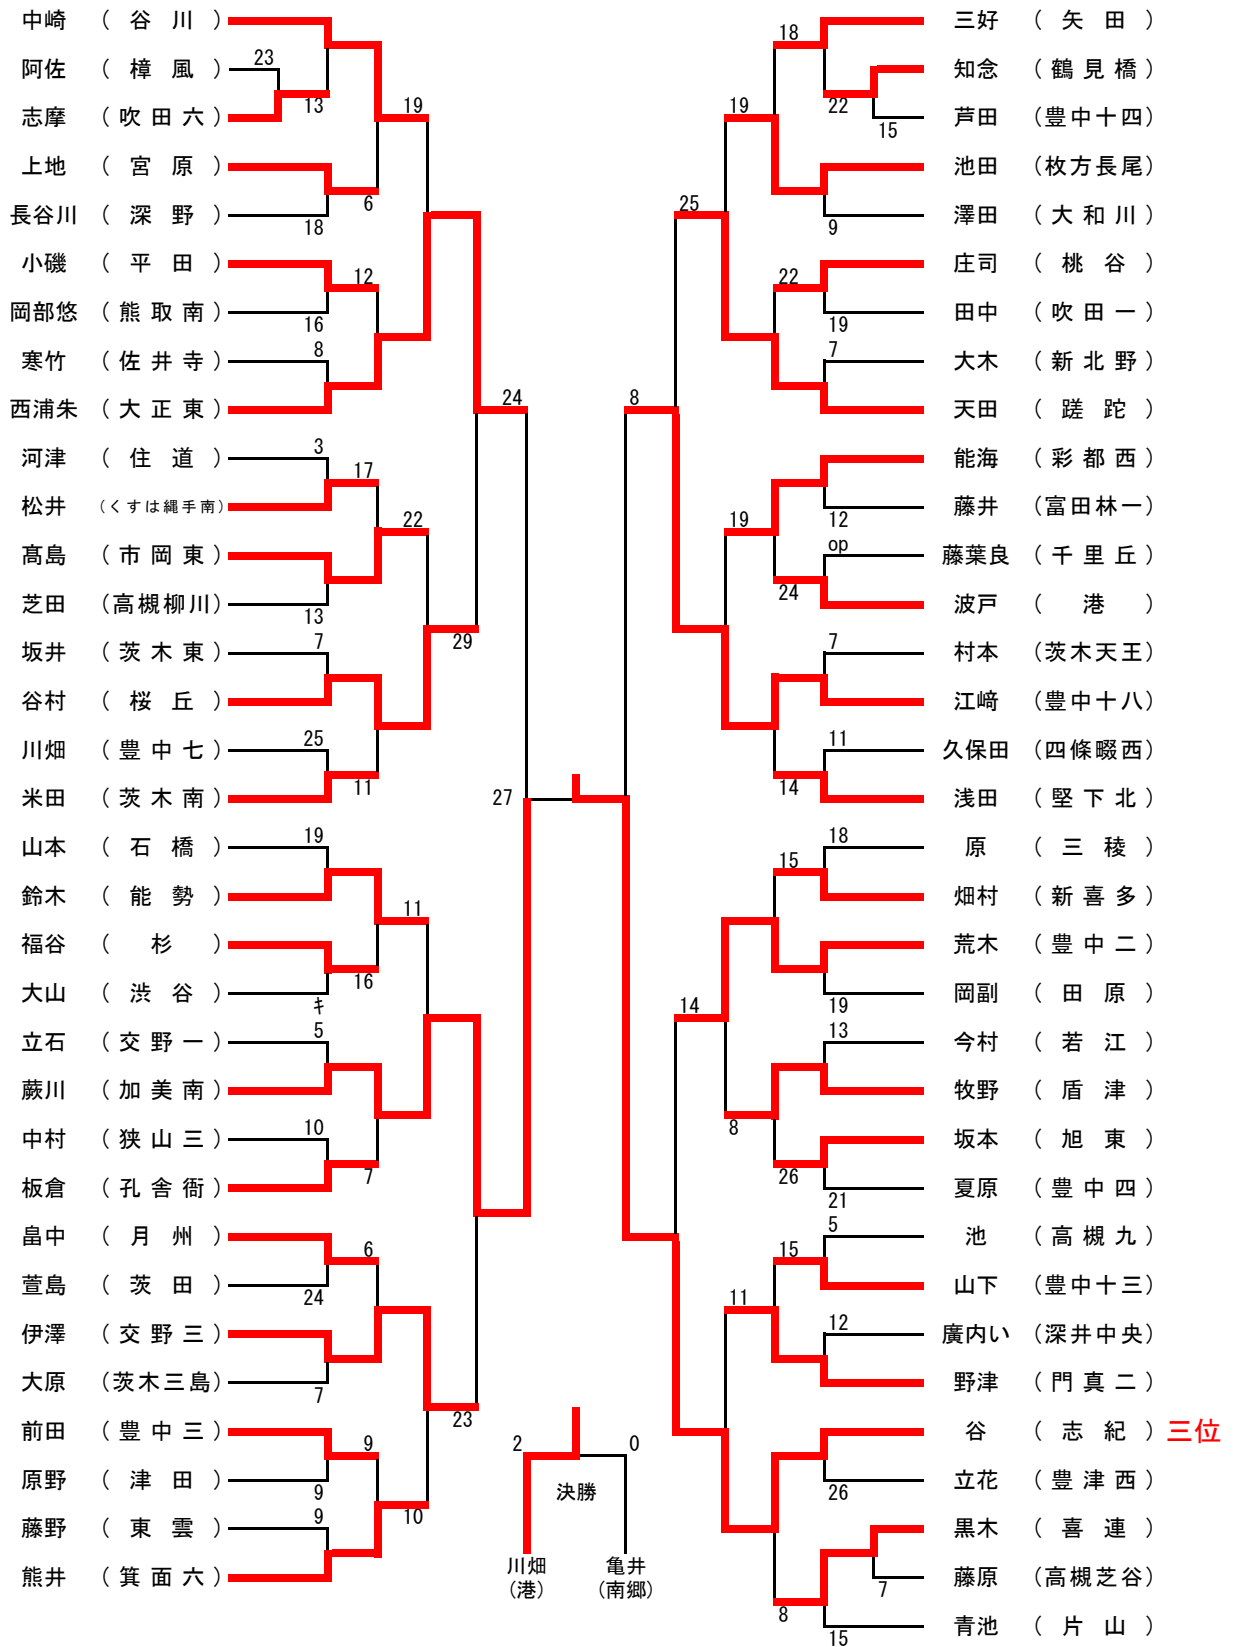 中崎 （ 谷 川 ）
阿佐 （ 樟 風 ） 23
志摩 （ 吹 田 六 ） 13 19
上地 （ 宮 原 ）
長谷川 （ 深 野 ） 18 6
小磯 （ 平 田 ） 12
岡部悠 （ 熊 取 南 ） 16
寒竹 （ 佐 井 寺 ） 8
西浦朱 （ 大 正 東 ） 24
河津 （ 住 道 ） 3
松井 （くすは縄手南） 17
髙島 （ 市 岡 東 ） 22
芝田 （高槻柳川） 13
坂井 （ 茨 木 東 ） 7 29
谷村 （ 桜 丘 ）
川畑 （ 豊 中 七 ） 25
米田 （ 茨 木 南 ） 11 27
山本 （ 石 橋 ） 19
鈴木 （ 能 勢 ） 11
福谷 （ 杉 ）
大山 （ 渋 谷 ） キ 16
立石 （ 交 野 一 ） 5
蕨川 （ 加 美 南 ）
中村 （ 狭 山 三 ） 10
板倉 （ 孔 舎 衙 ） 7
畠中 （ 月 州 ） 6
萱島 （ 茨 田 ） 24
伊澤 （ 交 野 三 ）
大原 （茨木三島） 7
前田 （ 豊 中 三 ） 9 23
原野 （ 津 田 ） 9
藤野 （ 東 雲 ） 9 10
熊井 （ 箕 面 六 ）
18 三好 （ 矢 田 ）
知念 （ 鶴 見 橋 ）
19 22 15 芦田 （豊中十四）
池田 （枚方長尾）
25 9 澤田 （ 大 和 川 ）
22 庄司 （ 桃 谷 ）
19 田中 （ 吹 田 一 ）
7 大木 （ 新 北 野 ）
8 天田 （ 蹉 跎 ）
能海 （ 彩 都 西 ）
19 12 藤井 （富田林一）
op 藤葉良 （ 千 里 丘 ）
24 波戸 （ 港 ）
7 村本 （茨木天王）
江﨑 （豊中十八）
11 久保田 （四條畷西）
14 浅田 （ 堅 下 北 ）
18 原 （ 三 稜 ）
15 畑村 （ 新 喜 多 ）
荒木 （ 豊 中 二 ）
14 19 岡副 （ 田 原 ）
13 今村 （ 若 江 ）
牧野 （ 盾 津 ）
8 坂本 （ 旭 東 ）
26 21 夏原 （ 豊 中 四 ）
5 池 （ 高 槻 九 ）
15 山下 （豊中十三）
11 12 廣内い （深井中央）
野津 （ 門 真 二 ）
谷 （ 志 紀 ） 三位
26 立花 （ 豊 津 西 ）
黒木 （ 喜 連 ）
7 藤原 （高槻芝谷）
8 15 青池 （ 片 山 ）
2 0
決勝
川畑 亀井
（港） （南郷）